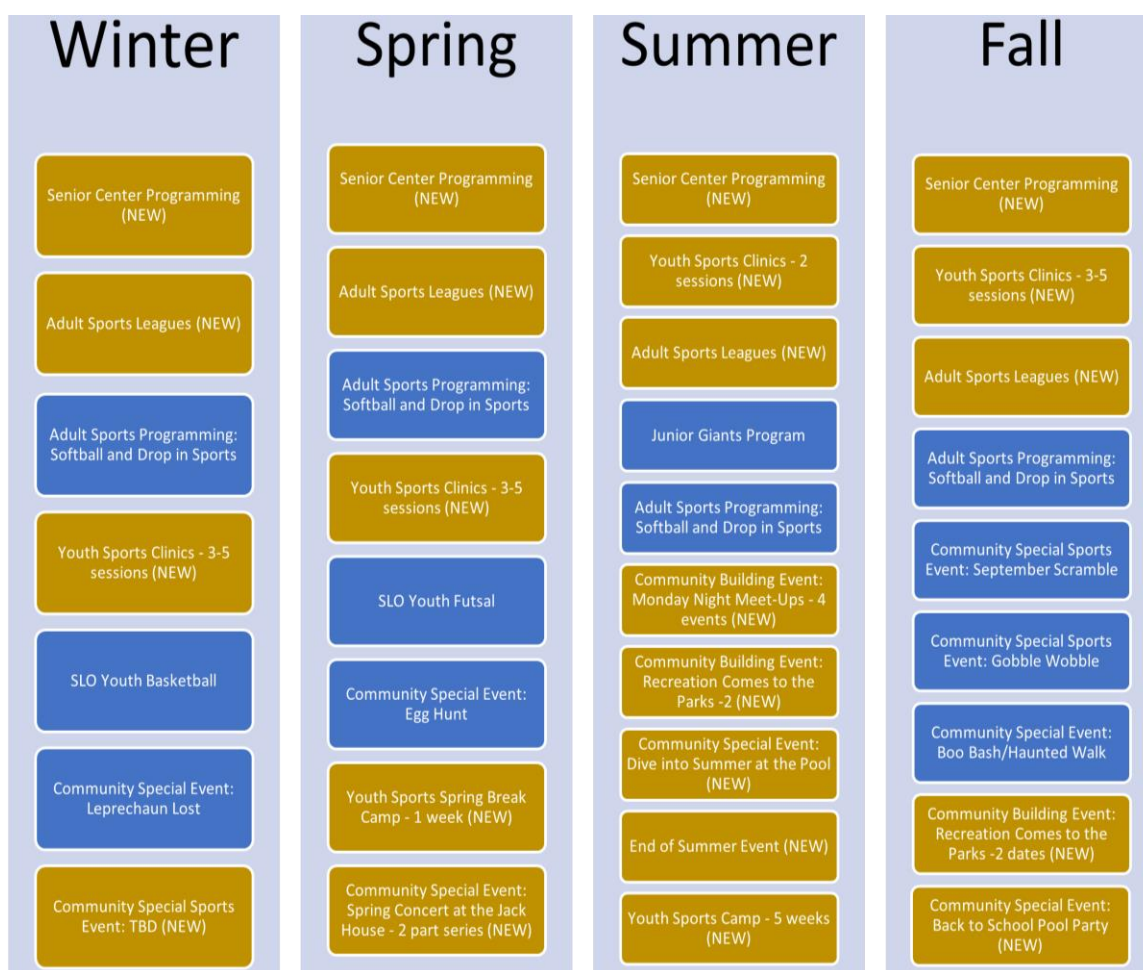 Winter
Senior Center Programming
(NEW)
Adult Sports Leagues (NEW)
Adult Sports Programming:
Softball and Drop in Sports
Youth Sports Clinics - 3-5
sessions (NEW)
SLO Youth Basketball
Community Special Event:
Leprechaun Lost
Community Special Sports
Event: TBD (NEW)
Spring
Senior Center Programming
(NEW)
Adult Sports Leagues (NEW)
Adult Sports Programming:
Softball and Drop in Sports
Youth Sports Clinics - 3-5
sessions (NEW)
SLO Youth Futsal
Community Special Event:
Egg Hunt
Youth Sports Spring Break
Camp - 1 week (NEW)
Community Special Event:
Spring Concert at the Jack
House - 2 part series (NEW)
Summer
Senior Center Programming
(NEW)
Youth Sports Clinics - 2
sessions (NEW)
Adult Sports Leagues (NEW)
Junior Giants Program
Adult Sports Programming:
Softball and Drop in Sports
Community Building Event:
Monday Night Meet-Ups - 4
events (NEW)
Community Building Event:
Recreation Comes to the
Parks -2 (NEW)
Community Special Event:
Dive into Summer at the Pool
(NEW)
End of Summer Event (NEW)
Youth Sports Camp - 5 weeks
(NEW)
Fall
Senior Center Programming
(NEW)
Youth Sports Clinics - 3-5
sessions (NEW)
Adult Sports Leagues (NEW)
Adult Sports Programming:
Softball and Drop in Sports
Community Special Sports
Event: September Scramble
Community Special Sports
Event: Gobble Wobble
Community Special Event:
Boo Bash/Haunted Walk
Community Building Event:
Recreation Comes to the
Parks -2 dates (NEW)
Community Special Event:
Back to School Pool Party
(NEW)